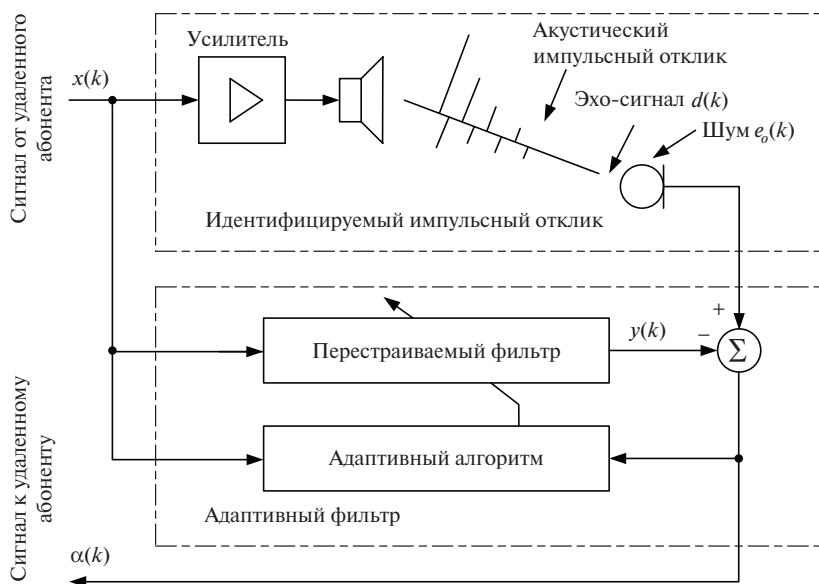 Сигнал от удаленного
абонента
x(k)
Усилитель
Акустический
импульсный отклик
Эхо-сигнал d(k)
Шум eₒ(k)
Идентифицируемый импульсный отклик
+
−
Σ
y(k)
Перестраиваемый фильтр
Адаптивный алгоритм
Адаптивный фильтр
Сигнал к удаленному
абоненту
α(k)